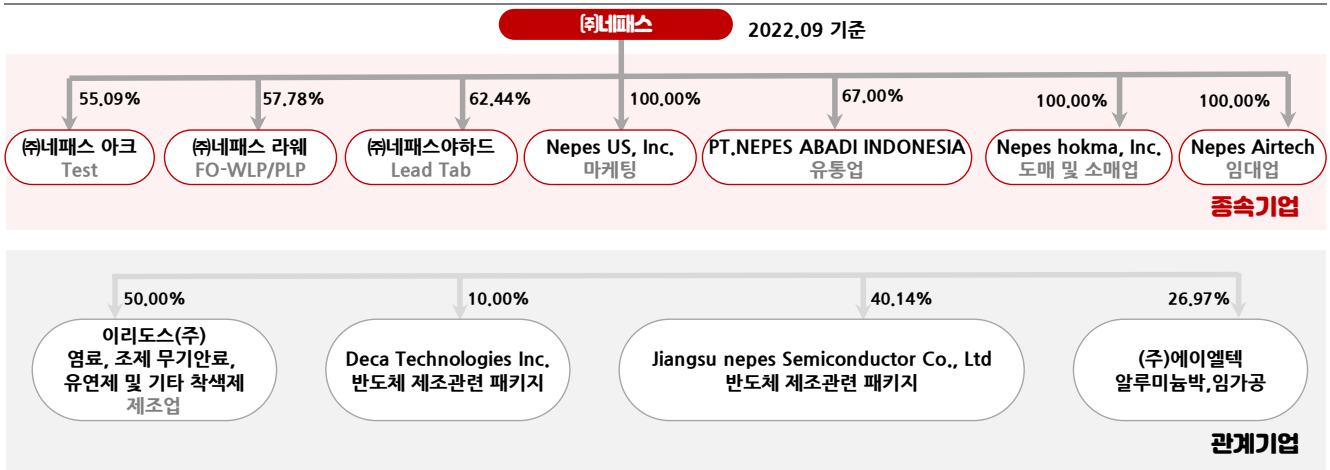 ㈜네패스
2022.09 기준
55.09%
57.78%
62.44%
100.00%
67.00%
100.00%
100.00%
㈜네패스 아크
Test
㈜네패스 라웨
FO-WLP/PLP
㈜네패스야하드
Lead Tab
Nepes US, Inc.
마케팅
PT.NEPES ABADI INDONESIA
유통업
Nepes hokma, Inc.
도매 및 소매업
Nepes Airtech
임대업
종속기업
50.00%
10.00%
40.14%
26.97%
이리도스(주)
염료, 조제 무기안료,
유연제 및 기타 착색제
제조업
Deca Technologies Inc.
반도체 제조관련 패키지
Jiangsu nepes Semiconductor Co., Ltd
반도체 제조관련 패키지
(주)에이엘텍
알루미늄박,임가공
관계기업